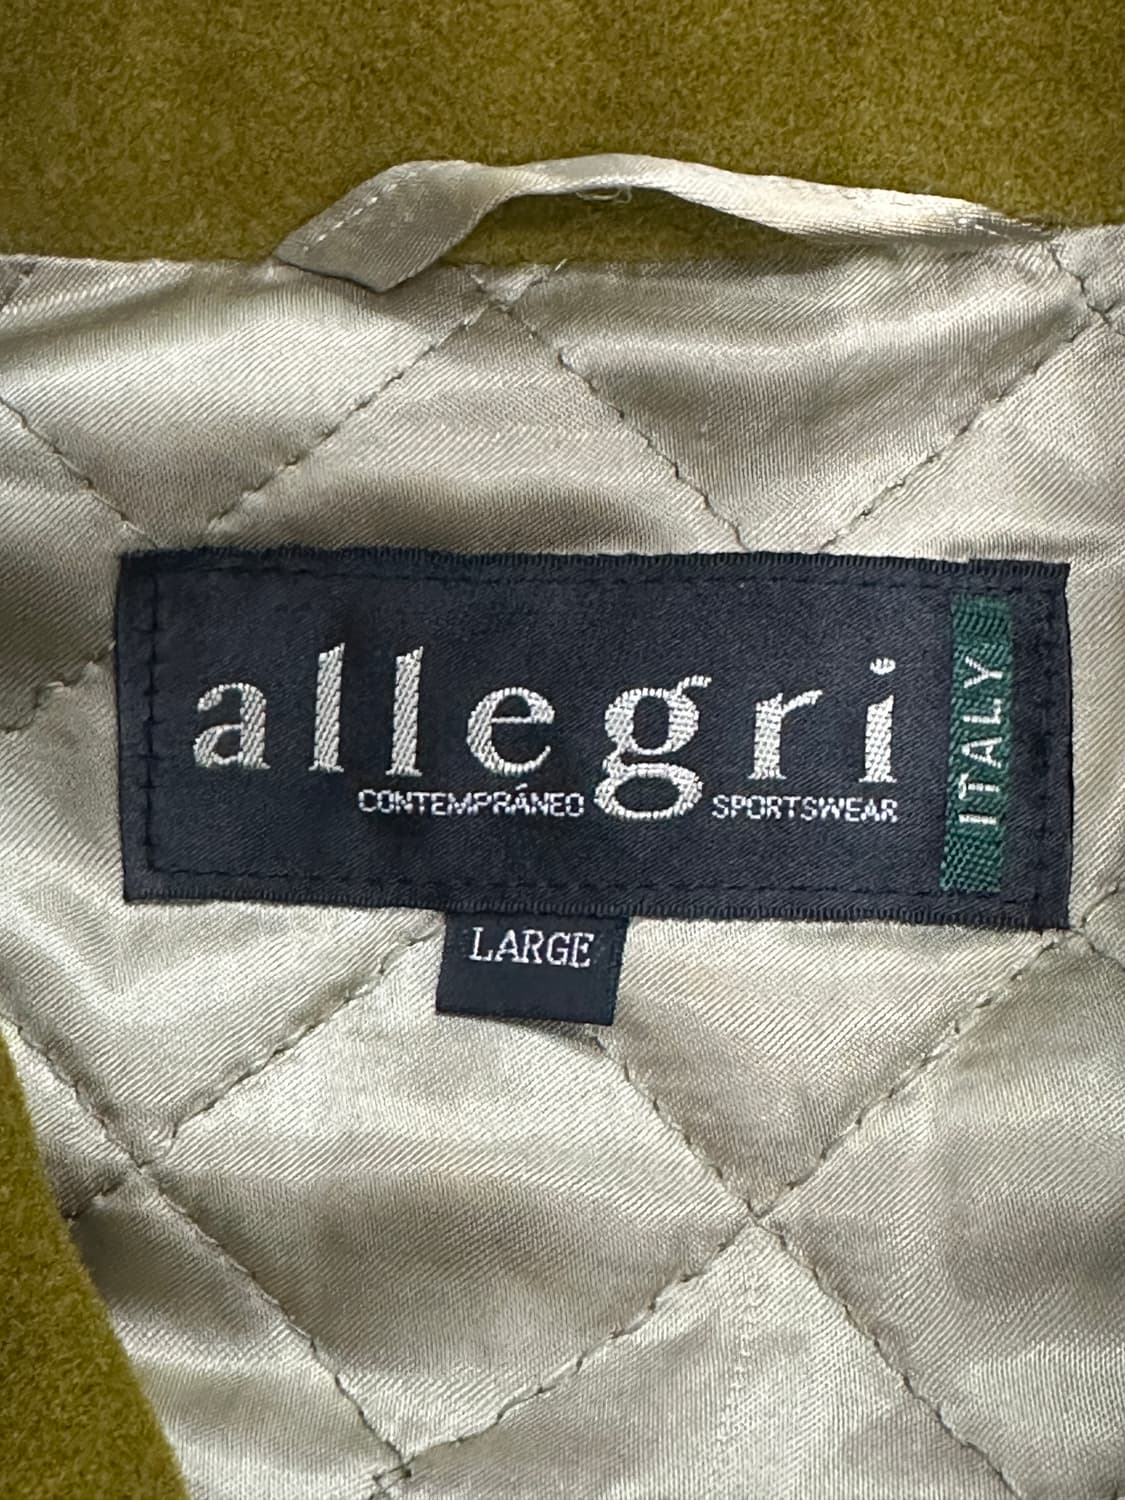 allegri
CONTEMPRÁNEO SPORTSWEAR
ITALY
LARGE